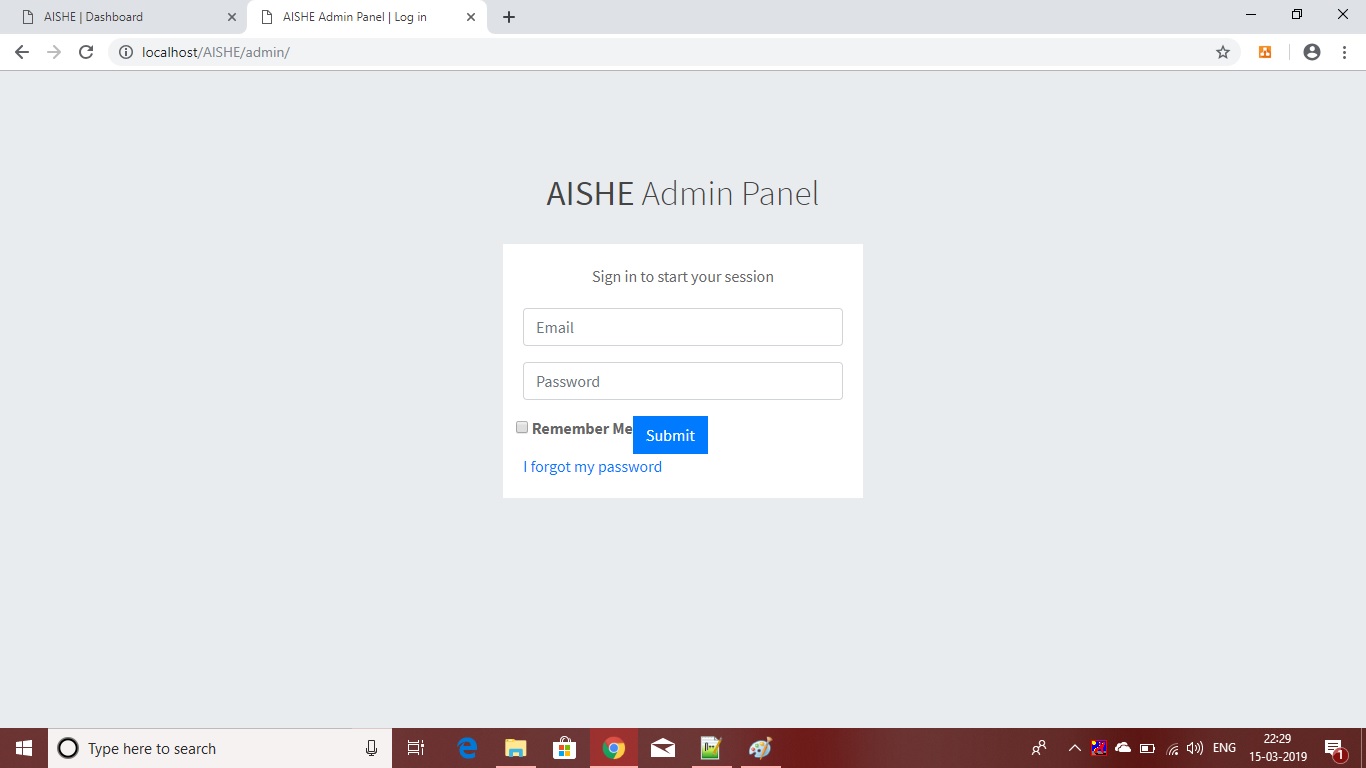 AISHE | Dashboard
AISHE Admin Panel | Log in
localhost/AISHE/admin/
AISHE Admin Panel
Sign in to start your session
Email
Password
Remember Me
Submit
I forgot my password
Type here to search
ENG
22:29
15-03-2019
1